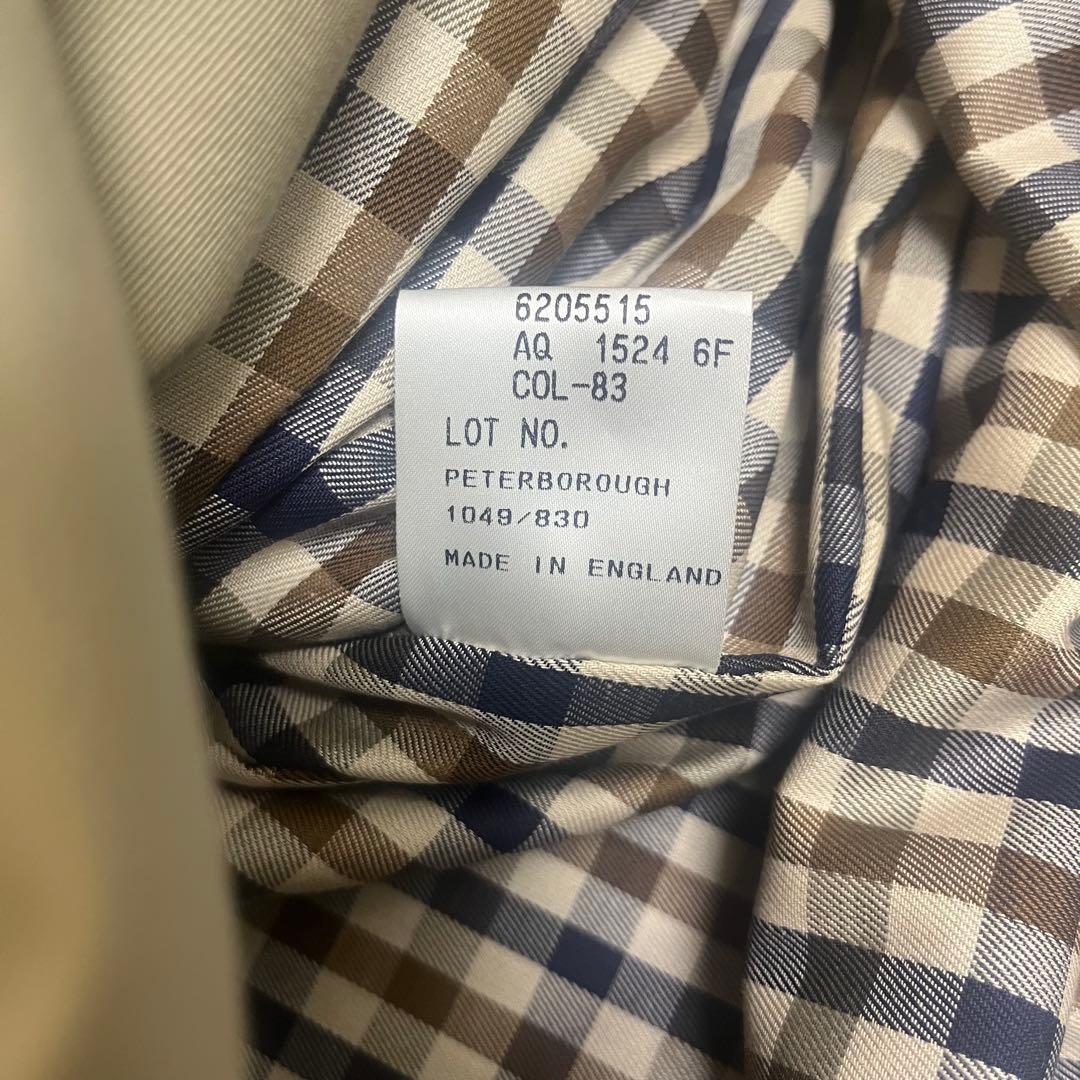 6205515
AQ 1524 6F
COL-83
LOT NO.
PETERBOROUGH
1049/830
MADE IN ENGLAND